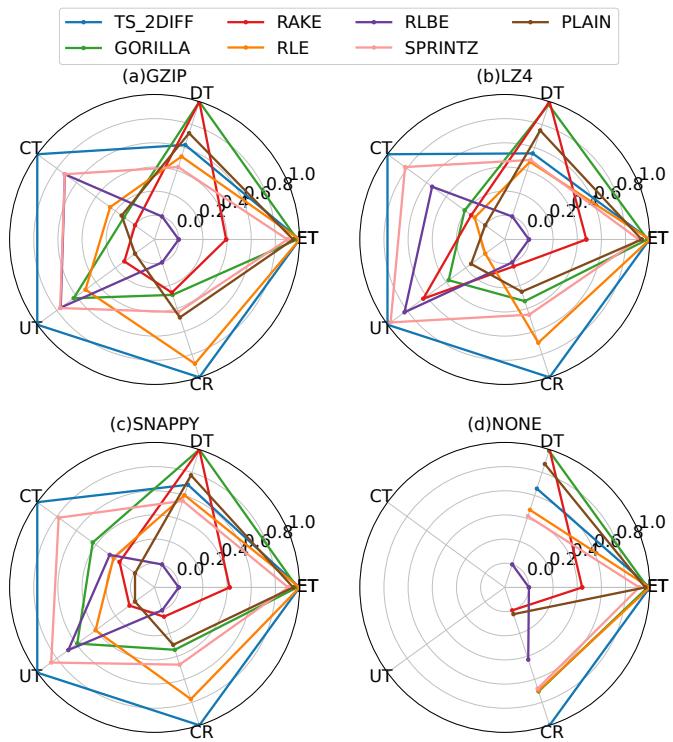 TS_2DIFF RAKE RLBE PLAIN
GORILLA RLE SPRINTZ
(a)GZIP (b)LZ4
DT DT
CT CT
1.0 1.0
0.8 0.8
0.6 0.6
0.4 0.4
0.2 0.2
0.0 0.0
ET ET
UT UT
CR CR
(c)SNAPPY (d)NONE
DT DT
CT CT
1.0 1.0
0.8 0.8
0.6 0.6
0.4 0.4
0.2 0.2
0.0 0.0
ET ET
UT UT
CR CR